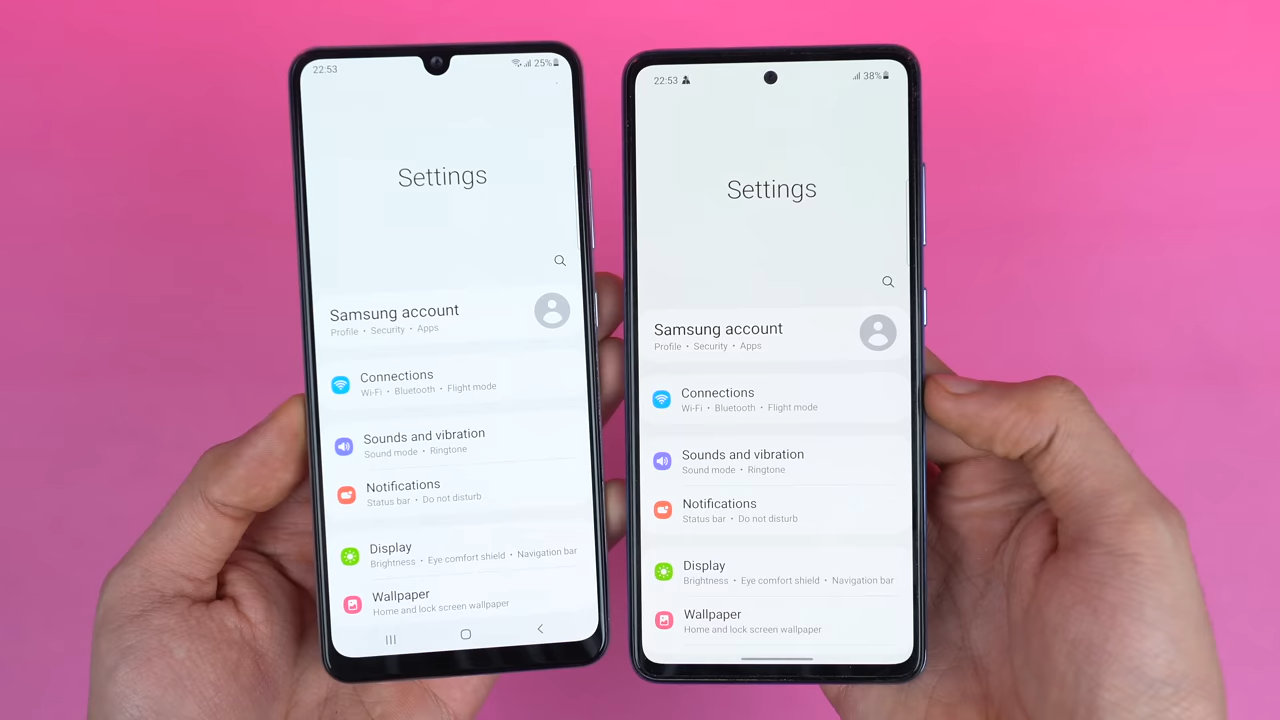 22:53
25%
Settings
Samsung account
Profile • Security • Apps
Connections
Wi-Fi • Bluetooth • Flight mode
Sounds and vibration
Sound mode • Ringtone
Notifications
Status bar • Do not disturb
Display
Brightness • Eye comfort shield • Navigation bar
Wallpaper
Home and lock screen wallpaper
22:53
38%
Settings
Samsung account
Profile • Security • Apps
Connections
Wi-Fi • Bluetooth • Flight mode
Sounds and vibration
Sound mode • Ringtone
Notifications
Status bar • Do not disturb
Display
Brightness • Eye comfort shield • Navigation bar
Wallpaper
Home and lock screen wallpaper